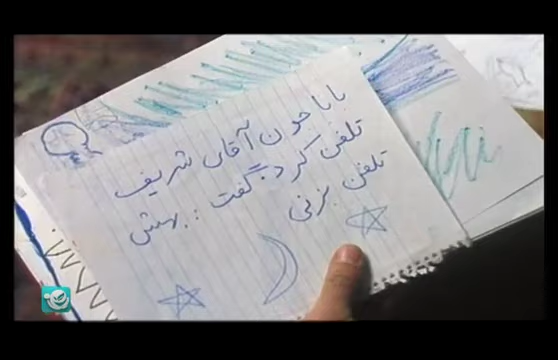 بابا جون آقای شریف
تلفن کرد. گفت: بهش
تلفن بزنی